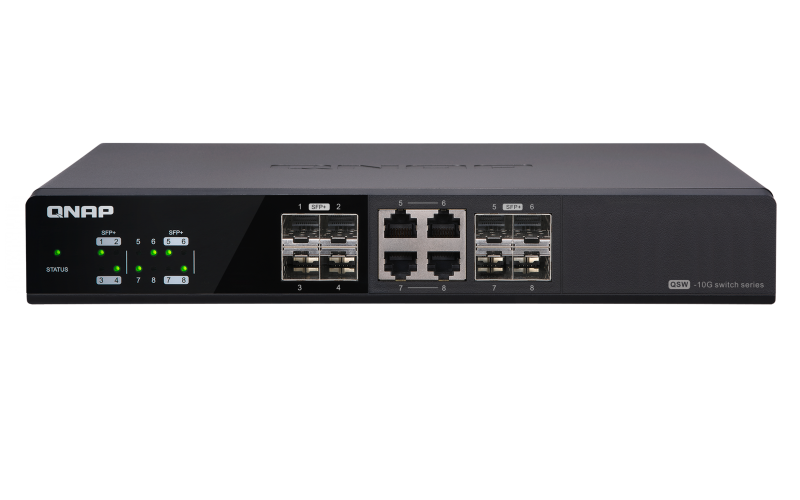 QNAP
SFP+ SFP+
1 2 5 6 5 6
STATUS
3 4 7 8 7 8
1 SFP+ 2
3 4
5 6
7 8
5 SFP+ 6
7 8
QSW -10G switch series